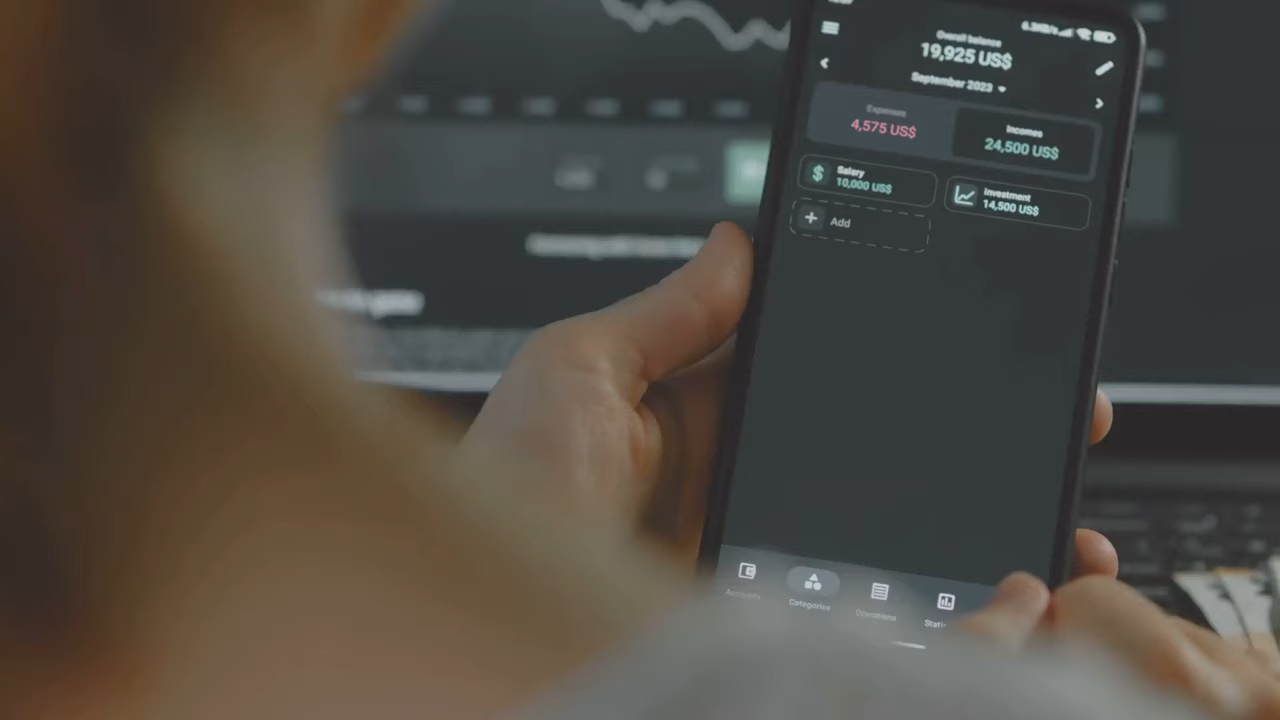 Overall balance
19,925 US$
September 2023
Expenses
4,575 US$
Incomes
24,500 US$
Salary
10,000 US$
Investment
14,500 US$
Add
Accounts
Categories
Operations